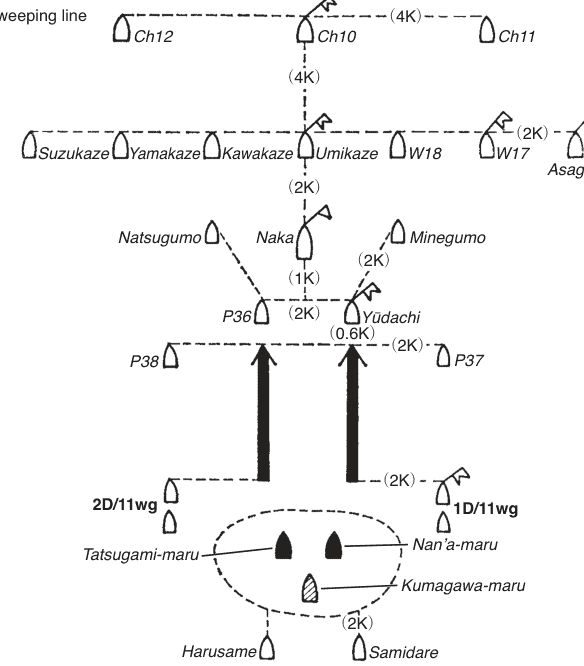 weeping line
(4K)
Ch12 Ch10 Ch11
(4K)
(2K)
Suzukaze Yamakaze Kawakaze Umikaze W18 W17
Asag
(2K)
Natsugumo Naka Minegumo
(2K)
(1K)
(2K)
P36 Yūdachi
(0.6K)
(2K)
P38 P37
(2K)
2D/11wg 1D/11wg
Tatsugami-maru Nan'a-maru
Kumagawa-maru
(2K)
Harusame Samidare